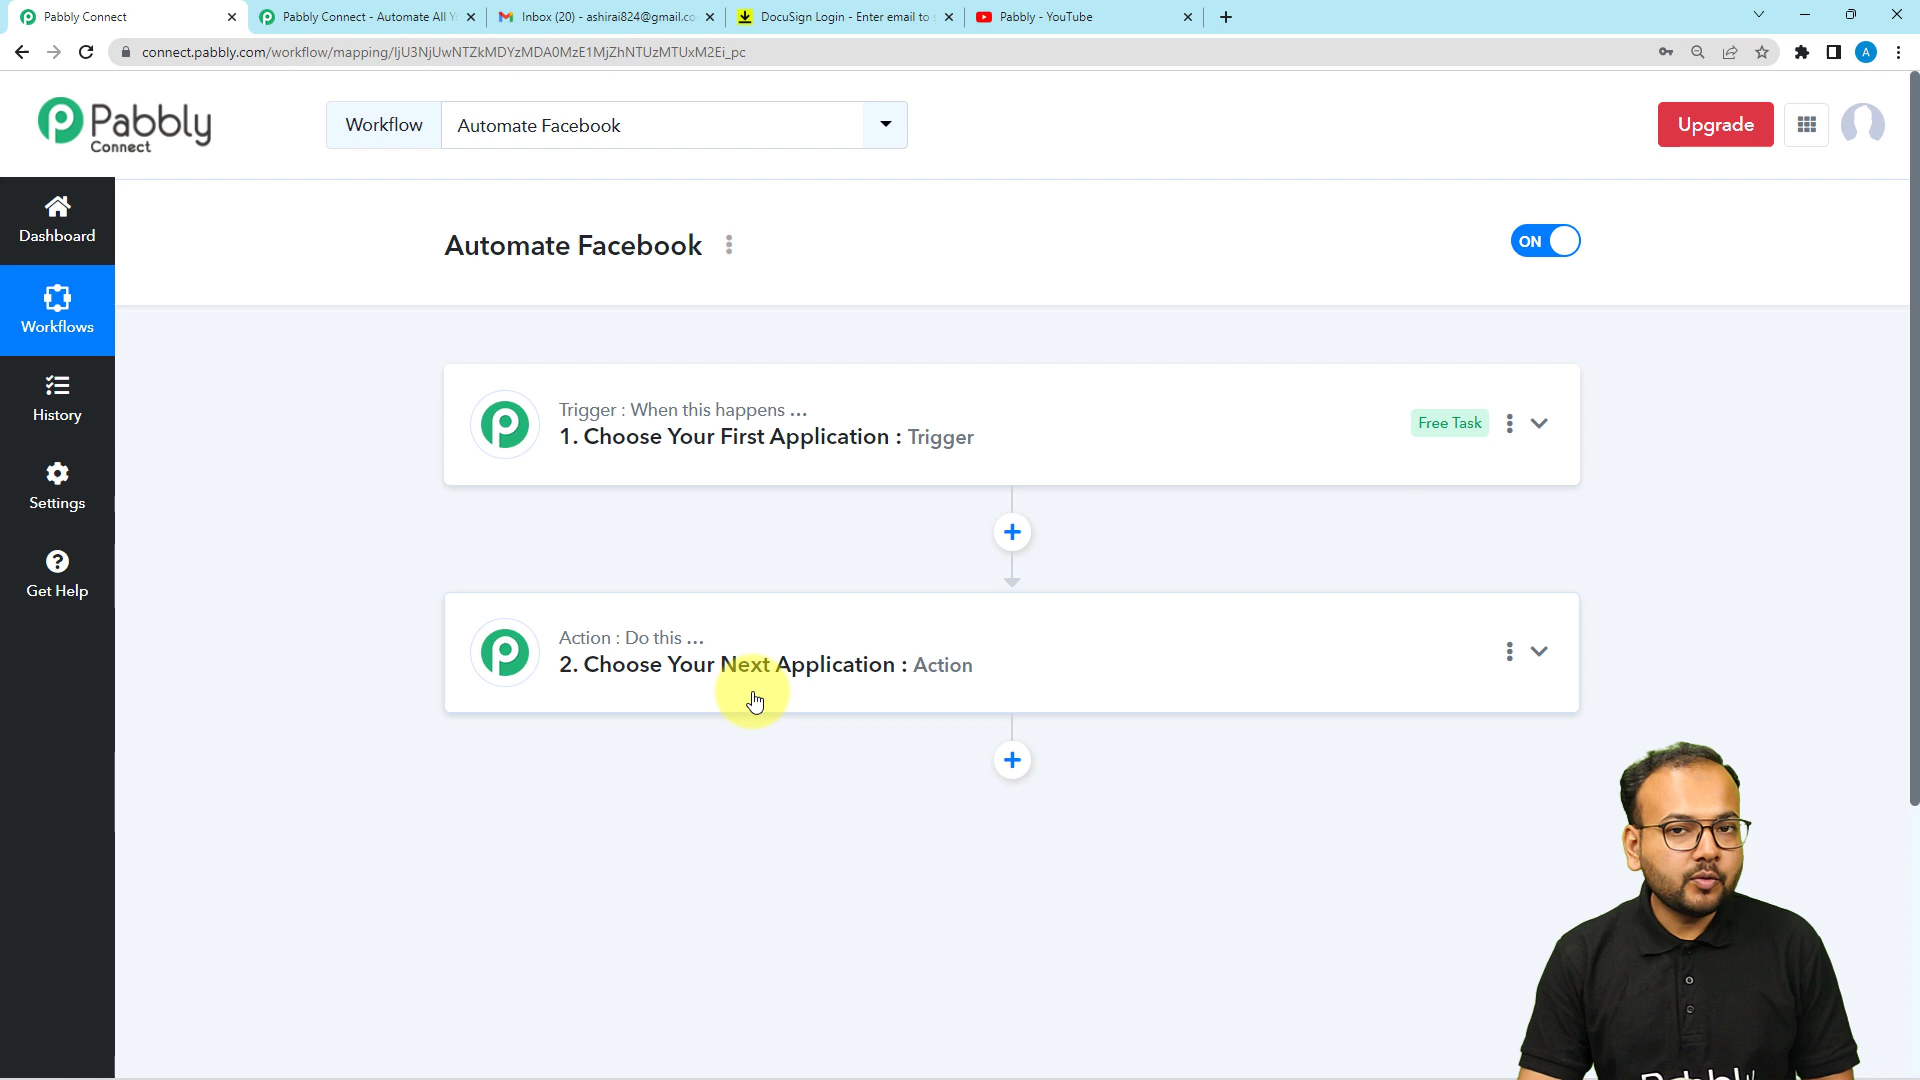 Pabbly Connect
Pabbly Connect - Automate All Y
Inbox (20) - ashirai824@gmail.co
DocuSign Login - Enter email to
Pabbly - YouTube
connect.pabbly.com/workflow/mapping/IjU3NjUwNTZkMDYzMDA0MzE1MjZhNTUzMTUxM2Ei_pc
A
Pabbly
Connect
Workflow
Automate Facebook
Upgrade
Dashboard
Workflows
History
Settings
Get Help
Automate Facebook
ON
Trigger : When this happens ...
1. Choose Your First Application : Trigger
Free Task
Action : Do this ...
2. Choose Your Next Application : Action
Pabbly